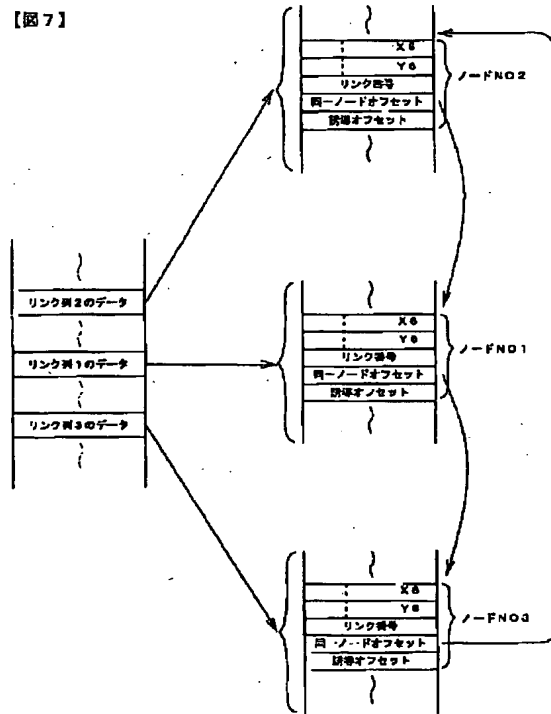 【図7】
X6
Y6
リンク番号
同一ノードオフセット
誘導オフセット
ノードNO2
リンク列2のデータ
リンク列1のデータ
リンク列3のデータ
X6
Y6
リンク番号
同一ノードオフセット
誘導オフセット
ノードNO1
X6
Y6
リンク番号
同一ノードオフセット
誘導オフセット
ノードNO3